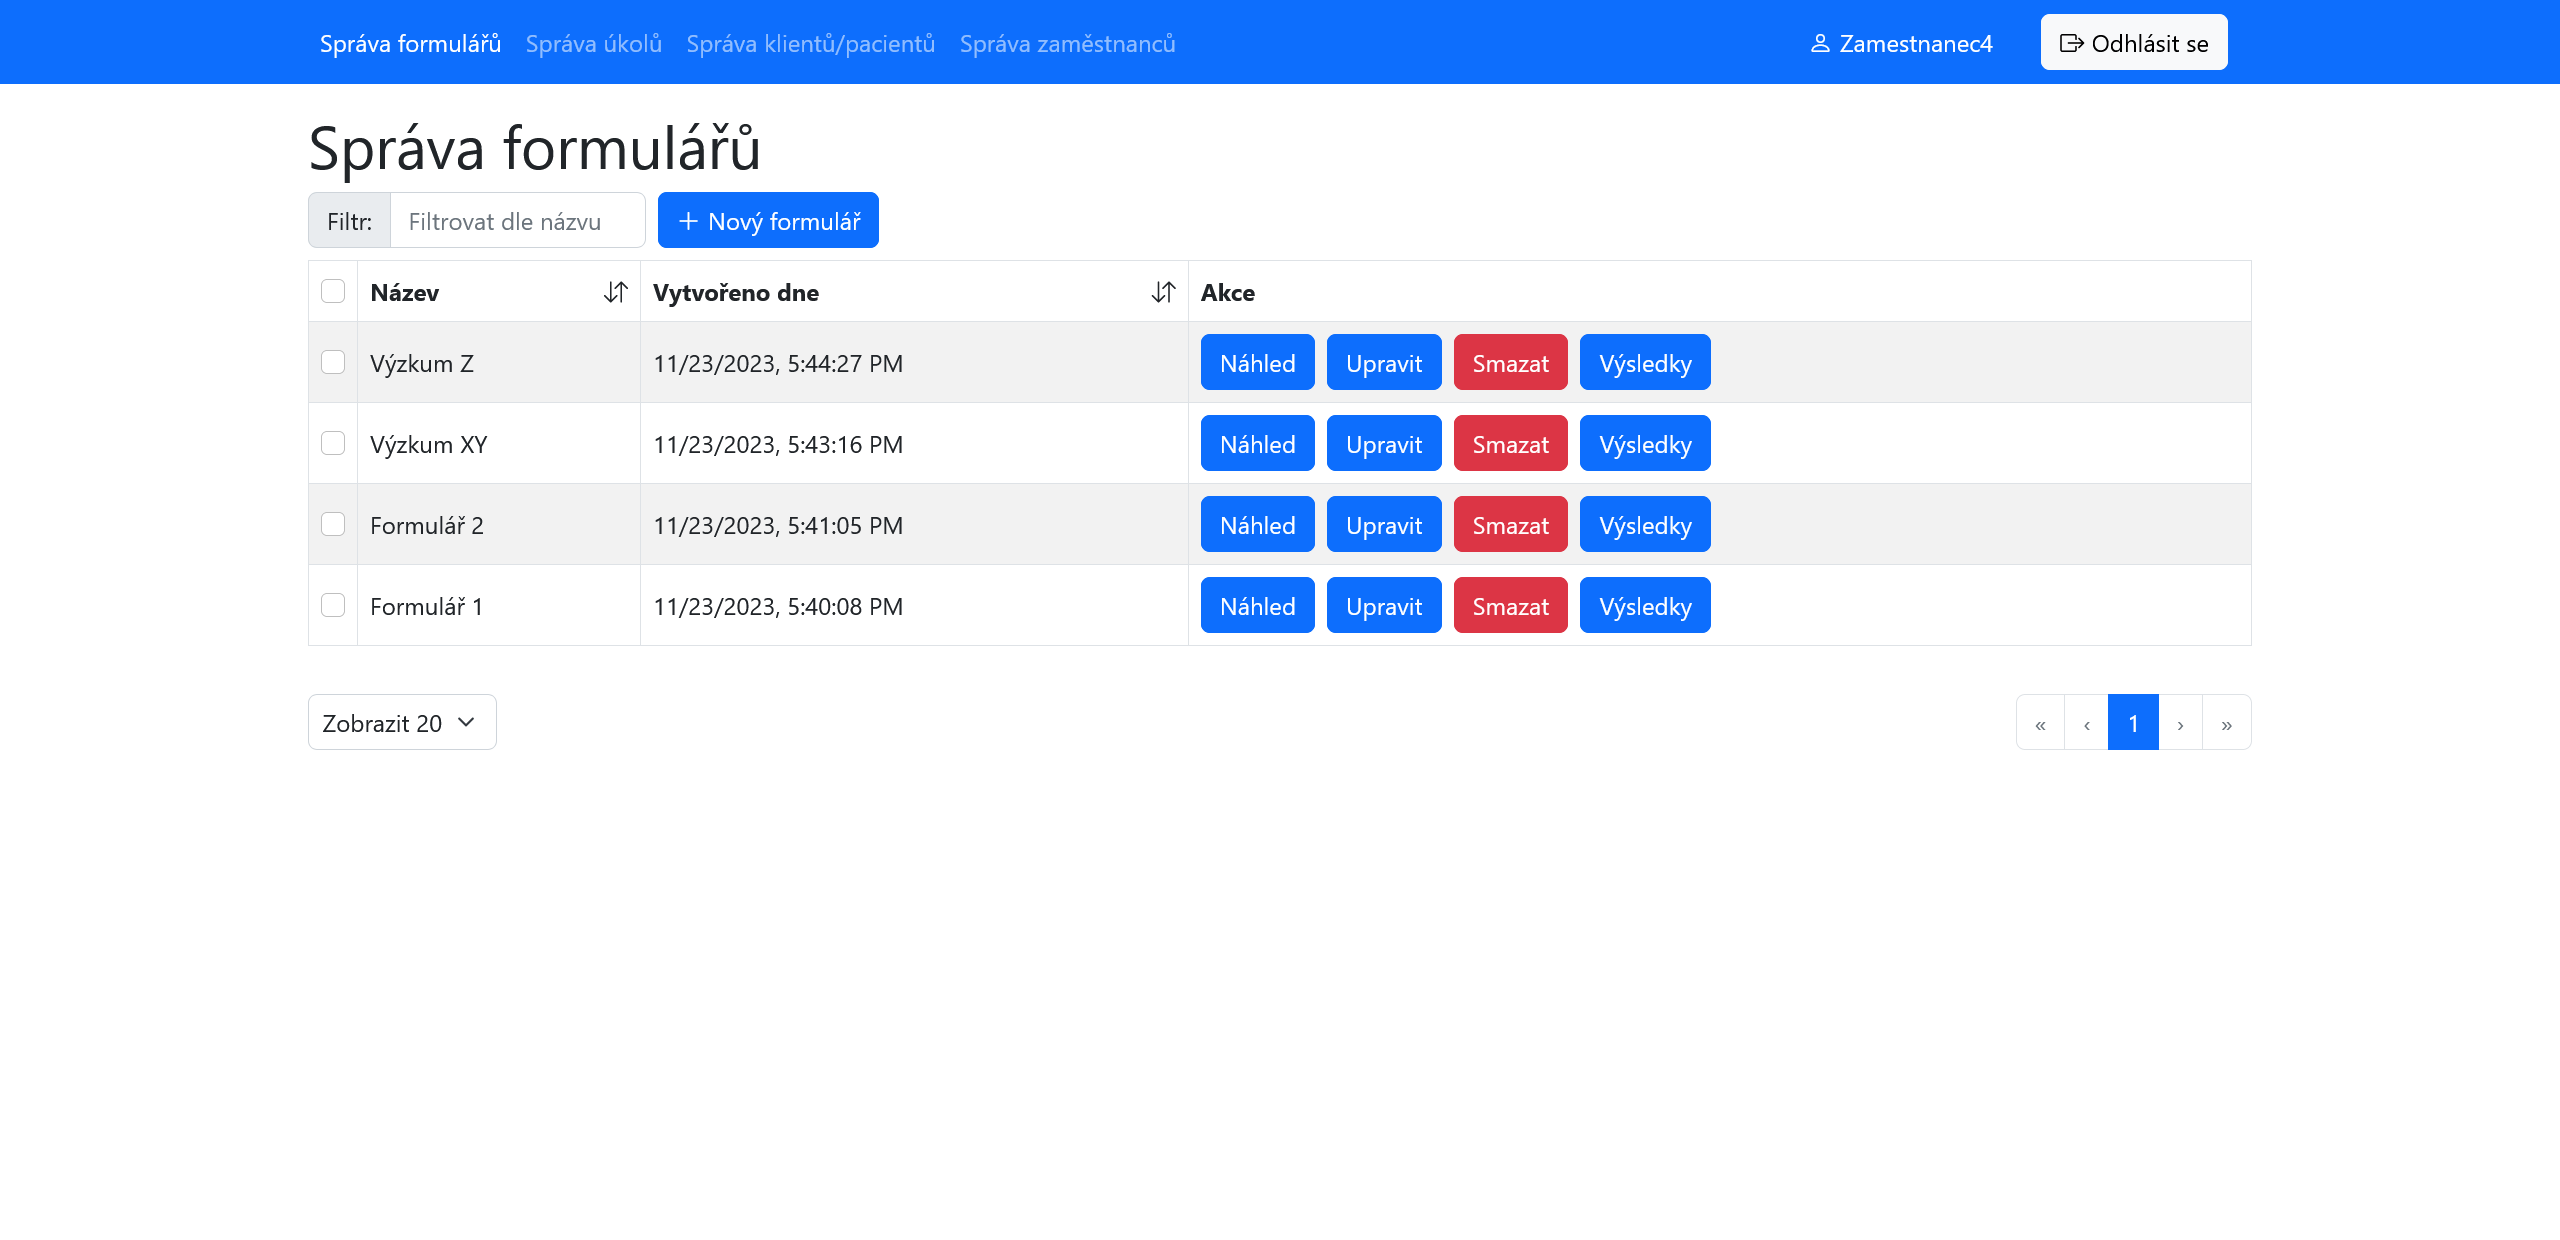 Správa formulářů Správa úkolů Správa klientů/pacientů Správa zaměstnanců Zamestnanec4 Odhlásit se
Správa formulářů
Filtr: Filtrovat dle názvu + Nový formulář
Název Vytvořeno dne Akce
Výzkum Z 11/23/2023, 5:44:27 PM Náhled Upravit Smazat Výsledky
Výzkum XY 11/23/2023, 5:43:16 PM Náhled Upravit Smazat Výsledky
Formulář 2 11/23/2023, 5:41:05 PM Náhled Upravit Smazat Výsledky
Formulář 1 11/23/2023, 5:40:08 PM Náhled Upravit Smazat Výsledky
Zobrazit 20 « ‹ 1 › »